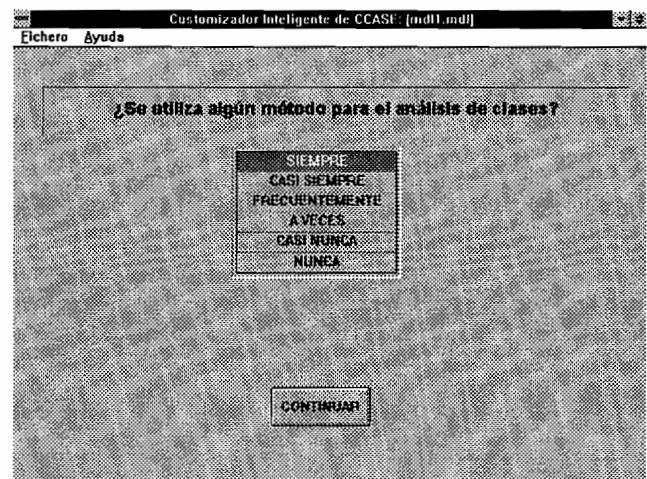 Customizador Inteligente de CCASE: [mdl1.mdl]
Fichero Ayuda
¿Se utiliza algún método para el análisis de clases?
SIEMPRE
CASI SIEMPRE
FRECUENTEMENTE
A VECES
CASI NUNCA
NUNCA
CONTINUAR